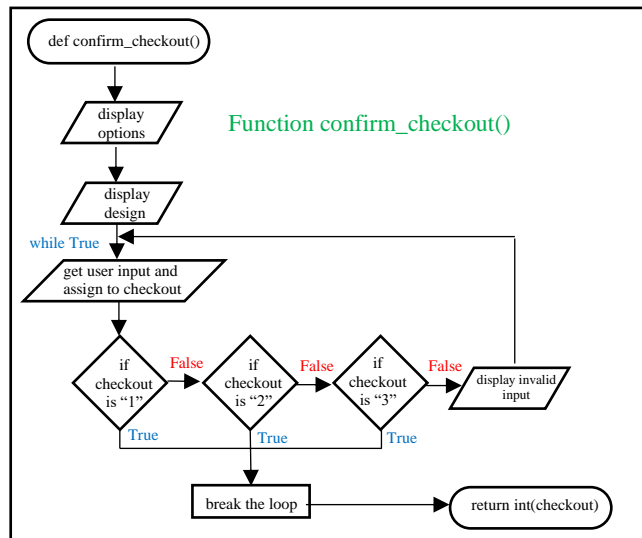 def confirm_checkout()
display
options
Function confirm_checkout()
display
design
while True
get user input and
assign to checkout
if
checkout
is “1”
False
if
checkout
is “2”
False
if
checkout
is “3”
False
display invalid
input
True
True
True
break the loop
return int(checkout)